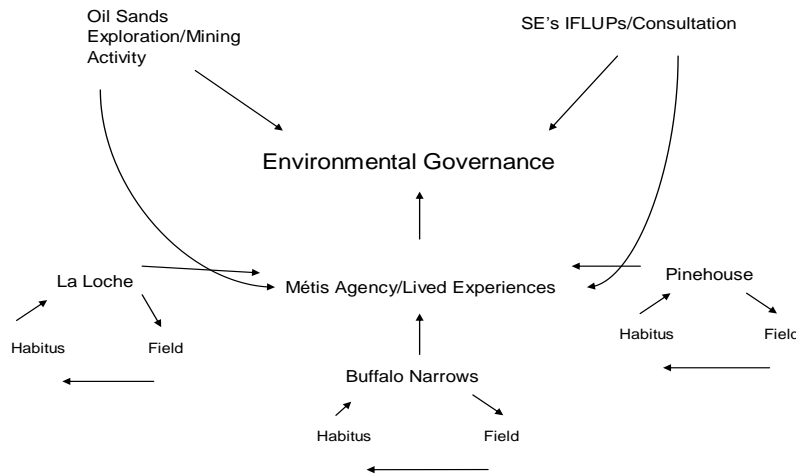 Oil Sands
Exploration/Mining
Activity
SE's IFLUPs/Consultation
Environmental Governance
La Loche
Habitus
Field
Métis Agency/Lived Experiences
Pinehouse
Habitus
Field
Buffalo Narrows
Habitus
Field